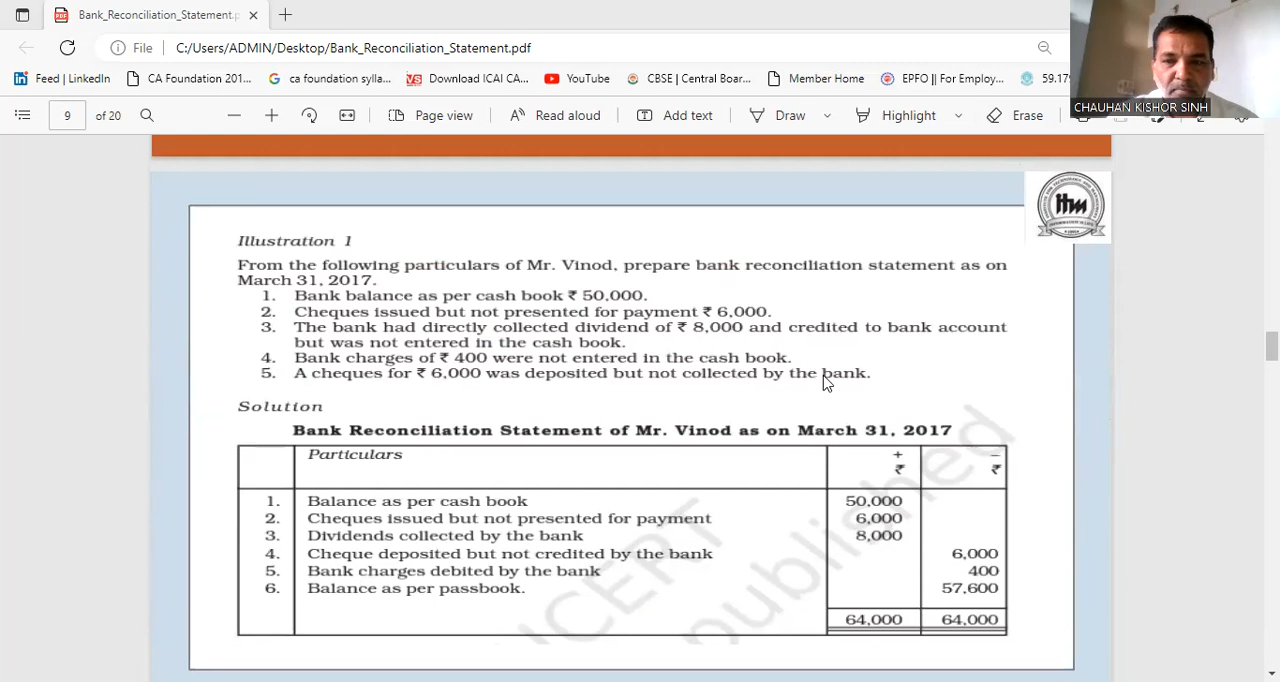 Bank_Reconciliation_Statement.p
File C:/Users/ADMIN/Desktop/Bank_Reconciliation_Statement.pdf
Feed | LinkedIn CA Foundation 201... ca foundation sylla... Download ICAI CA... YouTube CBSE | Central Boar... Member Home EPFO || For Employ... 59.179
CHAUHAN KISHOR SINH
9 of 20 Page view Read aloud Add text Draw Highlight Erase
itm
Illustration 1
From the following particulars of Mr. Vinod, prepare bank reconciliation statement as on
March 31, 2017.
1. Bank balance as per cash book ₹ 50,000.
2. Cheques issued but not presented for payment ₹ 6,000.
3. The bank had directly collected dividend of ₹ 8,000 and credited to bank account
but was not entered in the cash book.
4. Bank charges of ₹ 400 were not entered in the cash book.
5. A cheques for ₹ 6,000 was deposited but not collected by the bank.
Solution
Bank Reconciliation Statement of Mr. Vinod as on March 31, 2017
Particulars + −
₹ ₹
1. Balance as per cash book 50,000
2. Cheques issued but not presented for payment 6,000
3. Dividends collected by the bank 8,000
4. Cheque deposited but not credited by the bank 6,000
5. Bank charges debited by the bank 400
6. Balance as per passbook. 57,600
64,000 64,000
NCERT
published